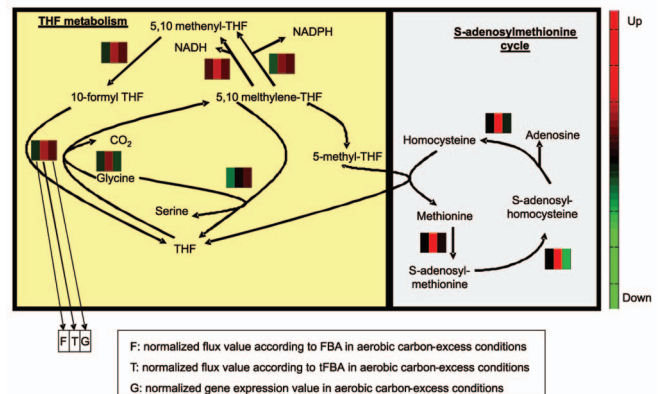 THF metabolism
5,10 methenyl-THF
NADH
NADPH
10-formyl THF
5,10 melthylene-THF
CO2
Glycine
Serine
THF
5-methyl-THF
S-adenosylmethionine
cycle
Homocysteine
Adenosine
Methionine
S-adenosyl-
homocysteine
S-adenosyl-
methionine
Up
Down
F T G
F: normalized flux value according to FBA in aerobic carbon-excess conditions
T: normalized flux value according to tFBA in aerobic carbon-excess conditions
G: normalized gene expression value in aerobic carbon-excess conditions